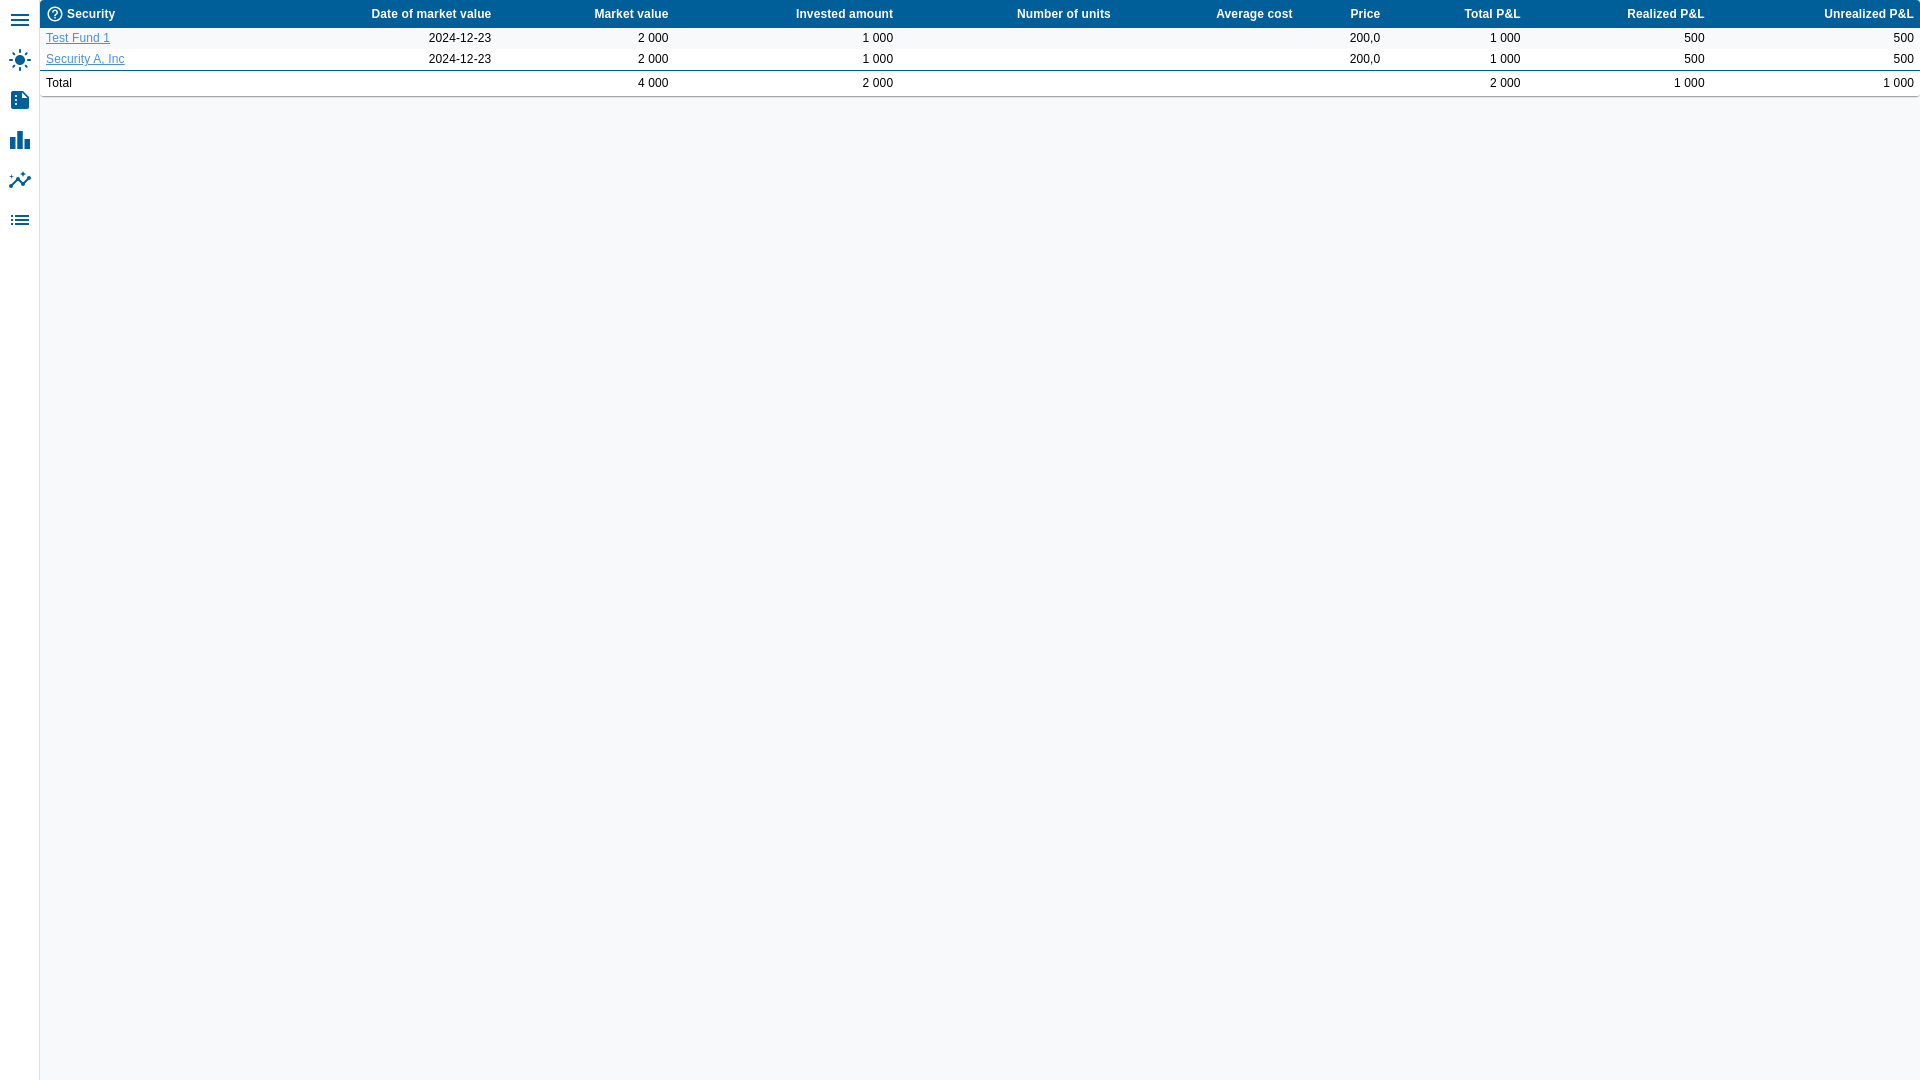 Security Date of market value Market value Invested amount Number of units Average cost Price Total P&L Realized P&L Unrealized P&L
Test Fund 1 2024-12-23 2 000 1 000 200,0 1 000 500 500
Security A, Inc 2024-12-23 2 000 1 000 200,0 1 000 500 500
Total 4 000 2 000 2 000 1 000 1 000